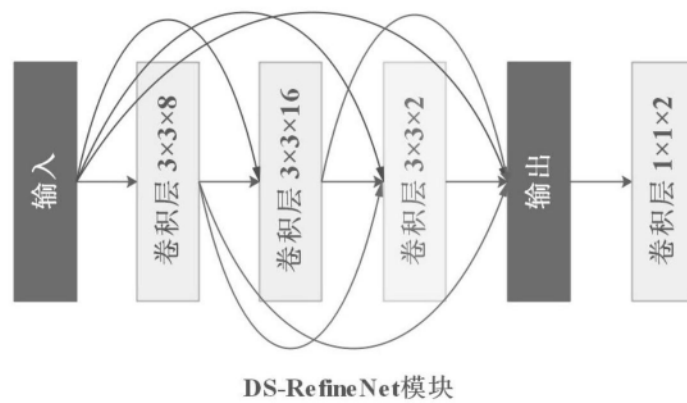 输入
卷积层 3×3×8
卷积层 3×3×16
卷积层 3×3×2
输出
卷积层 1×1×2
DS-RefineNet模块